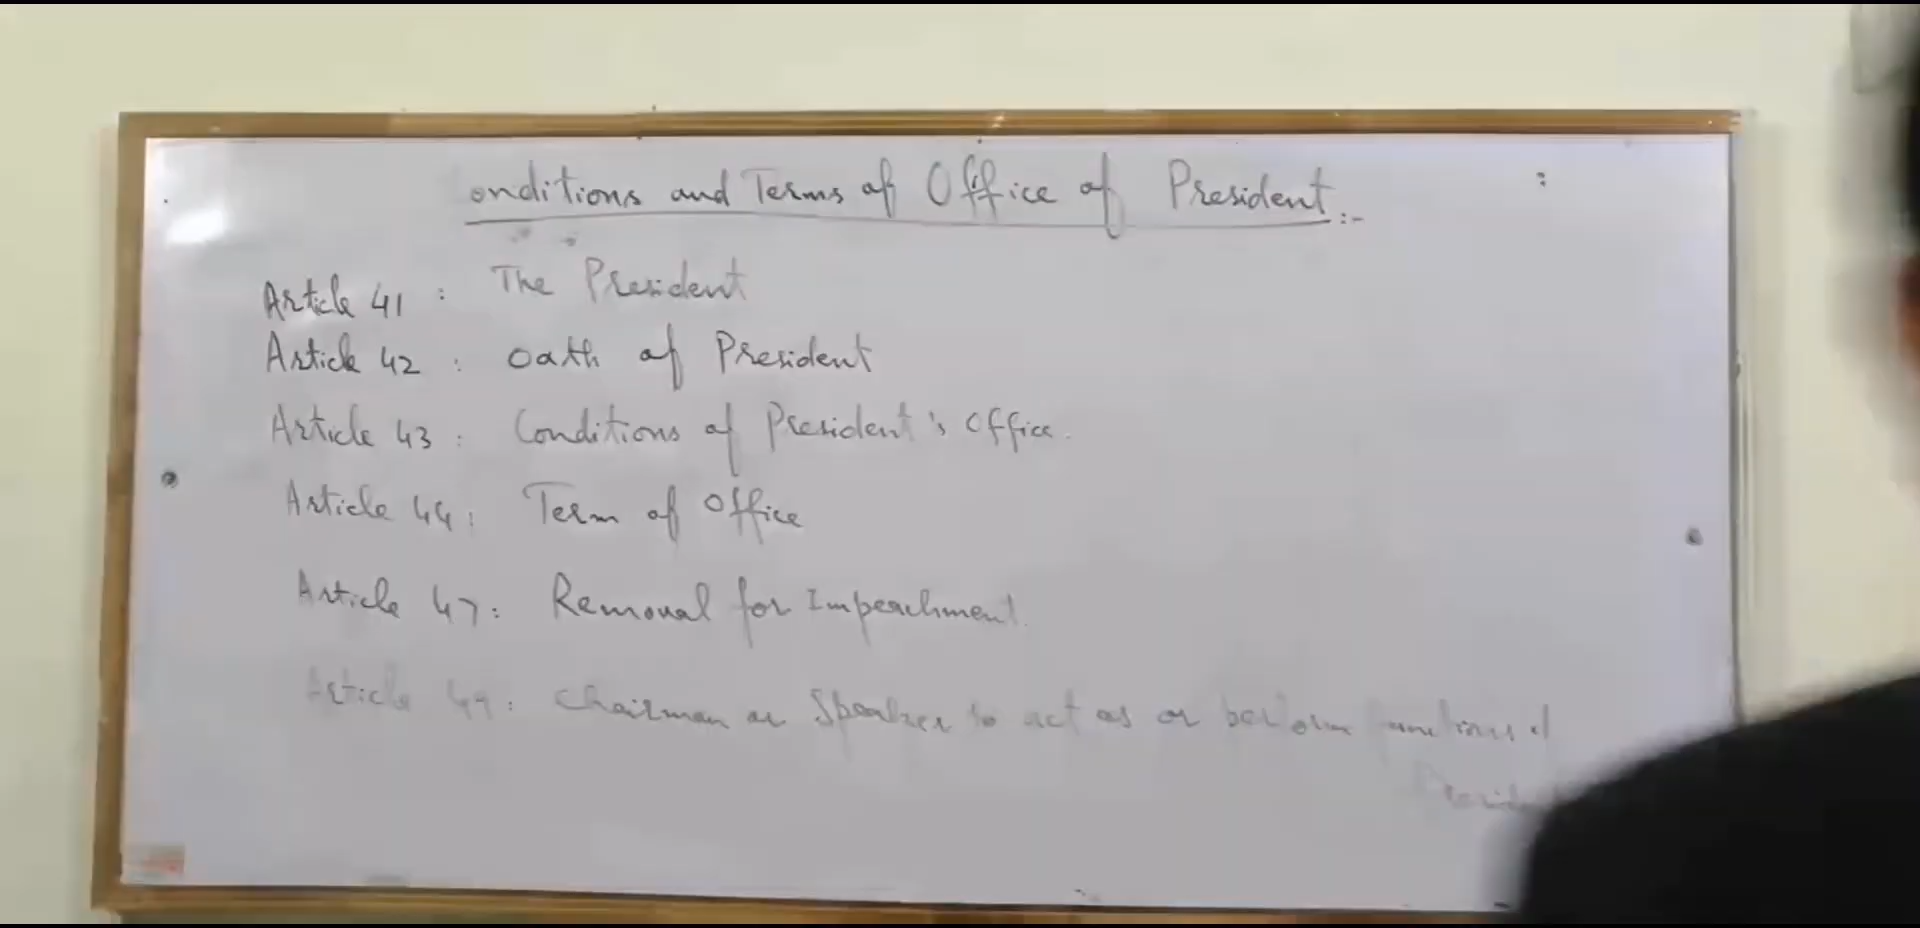 onditions and Terms of Office of President :-
Article 41 : The President
Article 42 : Oath of President
Article 43 : Conditions of President's Office.
Article 44 : Term of Office
Article 47 : Removal for Impeachment.
Article 49 : Chairman or Speaker to act as or perform functions of